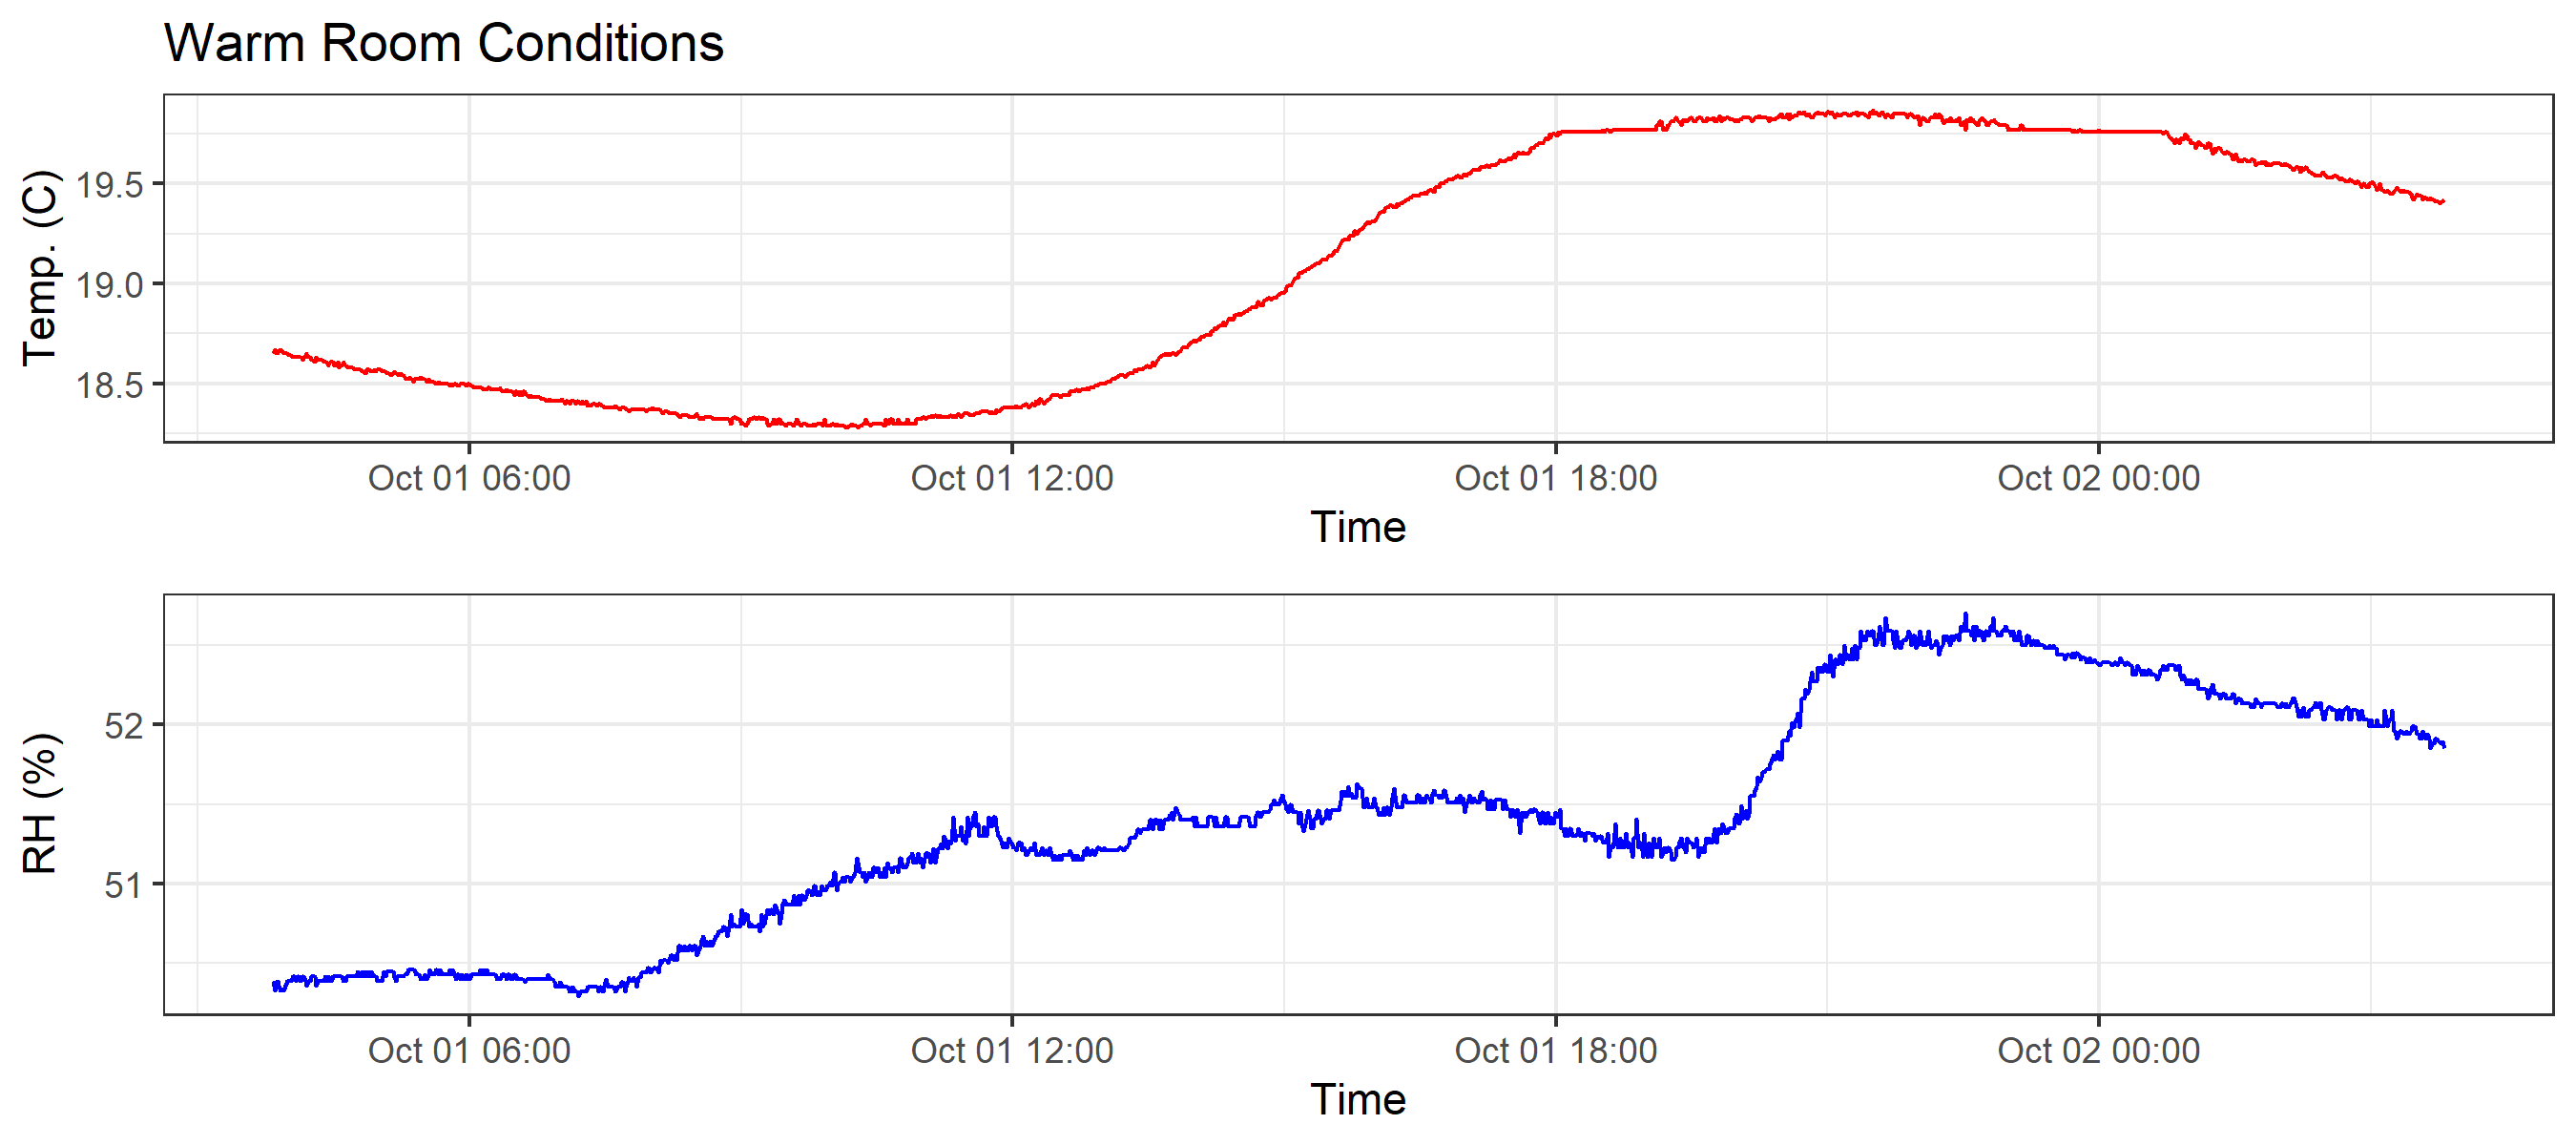 Warm Room Conditions
Temp. (C)
19.5
19.0
18.5
Oct 01 06:00 Oct 01 12:00 Oct 01 18:00 Oct 02 00:00
Time
RH (%)
52
51
Oct 01 06:00 Oct 01 12:00 Oct 01 18:00 Oct 02 00:00
Time